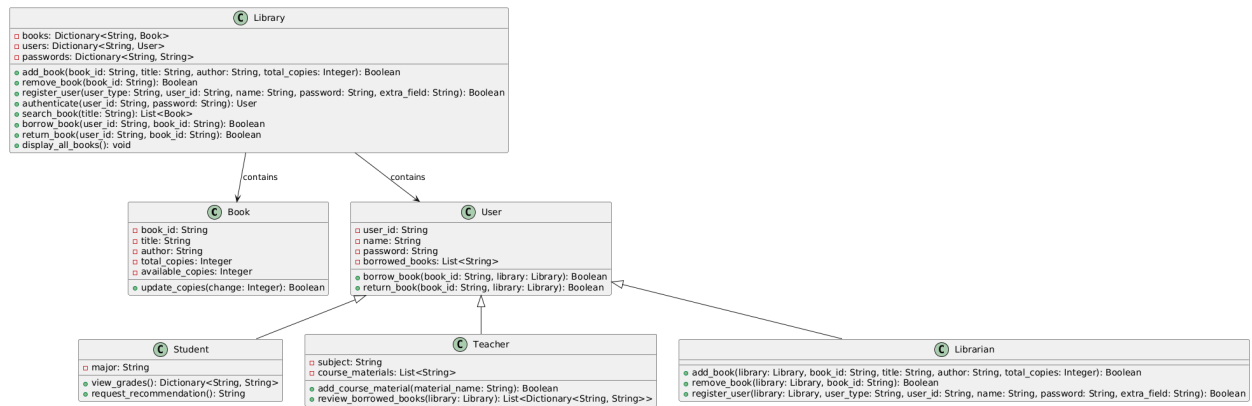 C Library
books: Dictionary<String, Book>
users: Dictionary<String, User>
passwords: Dictionary<String, String>
add_book(book_id: String, title: String, author: String, total_copies: Integer): Boolean
remove_book(book_id: String): Boolean
register_user(user_type: String, user_id: String, name: String, password: String, extra_field: String): Boolean
authenticate(user_id: String, password: String): User
search_book(title: String): List<Book>
borrow_book(user_id: String, book_id: String): Boolean
return_book(user_id: String, book_id: String): Boolean
display_all_books(): void
contains
contains
C Book
book_id: String
title: String
author: String
total_copies: Integer
available_copies: Integer
update_copies(change: Integer): Boolean
C User
user_id: String
name: String
password: String
borrowed_books: List<String>
borrow_book(book_id: String, library: Library): Boolean
return_book(book_id: String, library: Library): Boolean
C Student
major: String
view_grades(): Dictionary<String, String>
request_recommendation(): String
C Teacher
subject: String
course_materials: List<String>
add_course_material(material_name: String): Boolean
review_borrowed_books(library: Library): List<Dictionary<String, String>>
C Librarian
add_book(library: Library, book_id: String, title: String, author: String, total_copies: Integer): Boolean
remove_book(library: Library, book_id: String): Boolean
register_user(library: Library, user_type: String, user_id: String, name: String, password: String, extra_field: String): Boolean